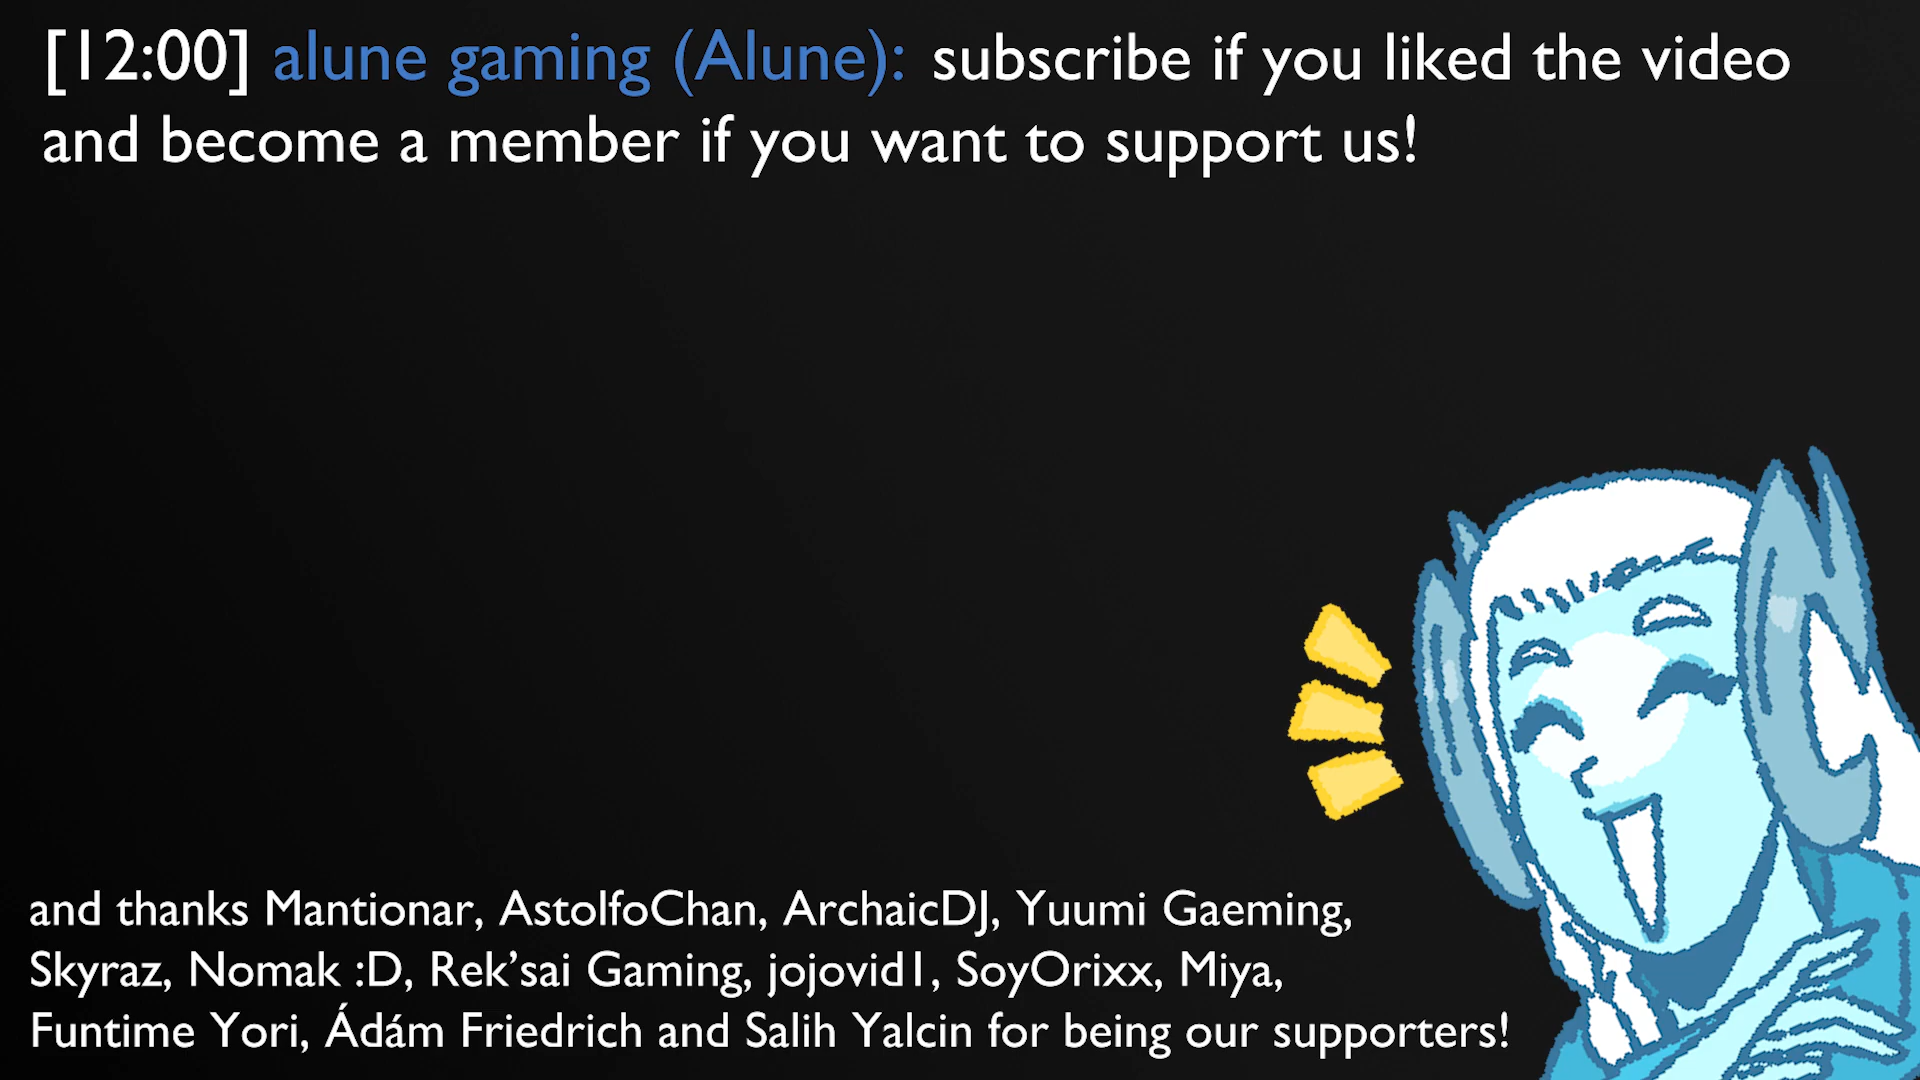 [12:00] alune gaming (Alune): subscribe if you liked the video
and become a member if you want to support us!
and thanks Mantionar, AstolfoChan, ArchaicDJ, Yuumi Gaeming,
Skyraz, Nomak :D, Rek’sai Gaming, jojovid1, SoyOrixx, Miya,
Funtime Yori, Ádám Friedrich and Salih Yalcin for being our supporters!